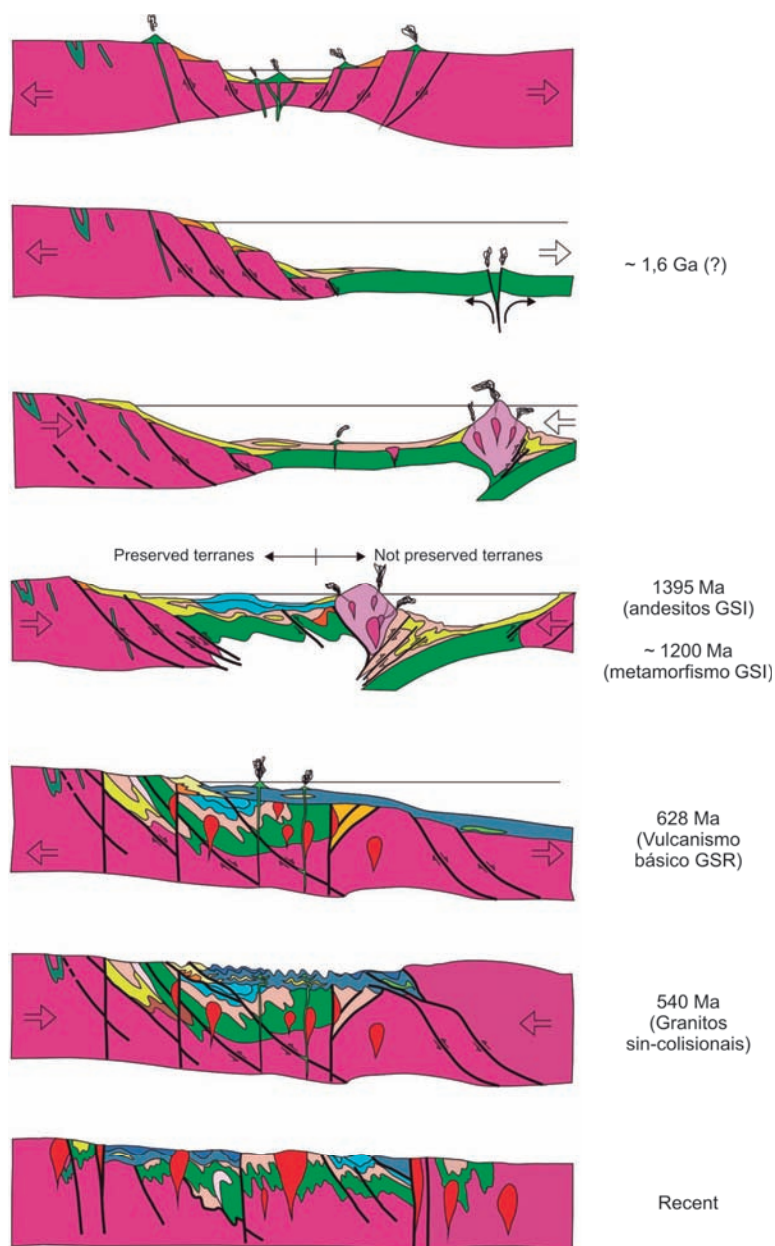 ~ 1,6 Ga (?)
Preserved terranes
Not preserved terranes
1395 Ma
(andesitos GSI)
~ 1200 Ma
(metamorfismo GSI)
628 Ma
(Vulcanismo
básico GSR)
540 Ma
(Granitos
sin-colisionais)
Recent